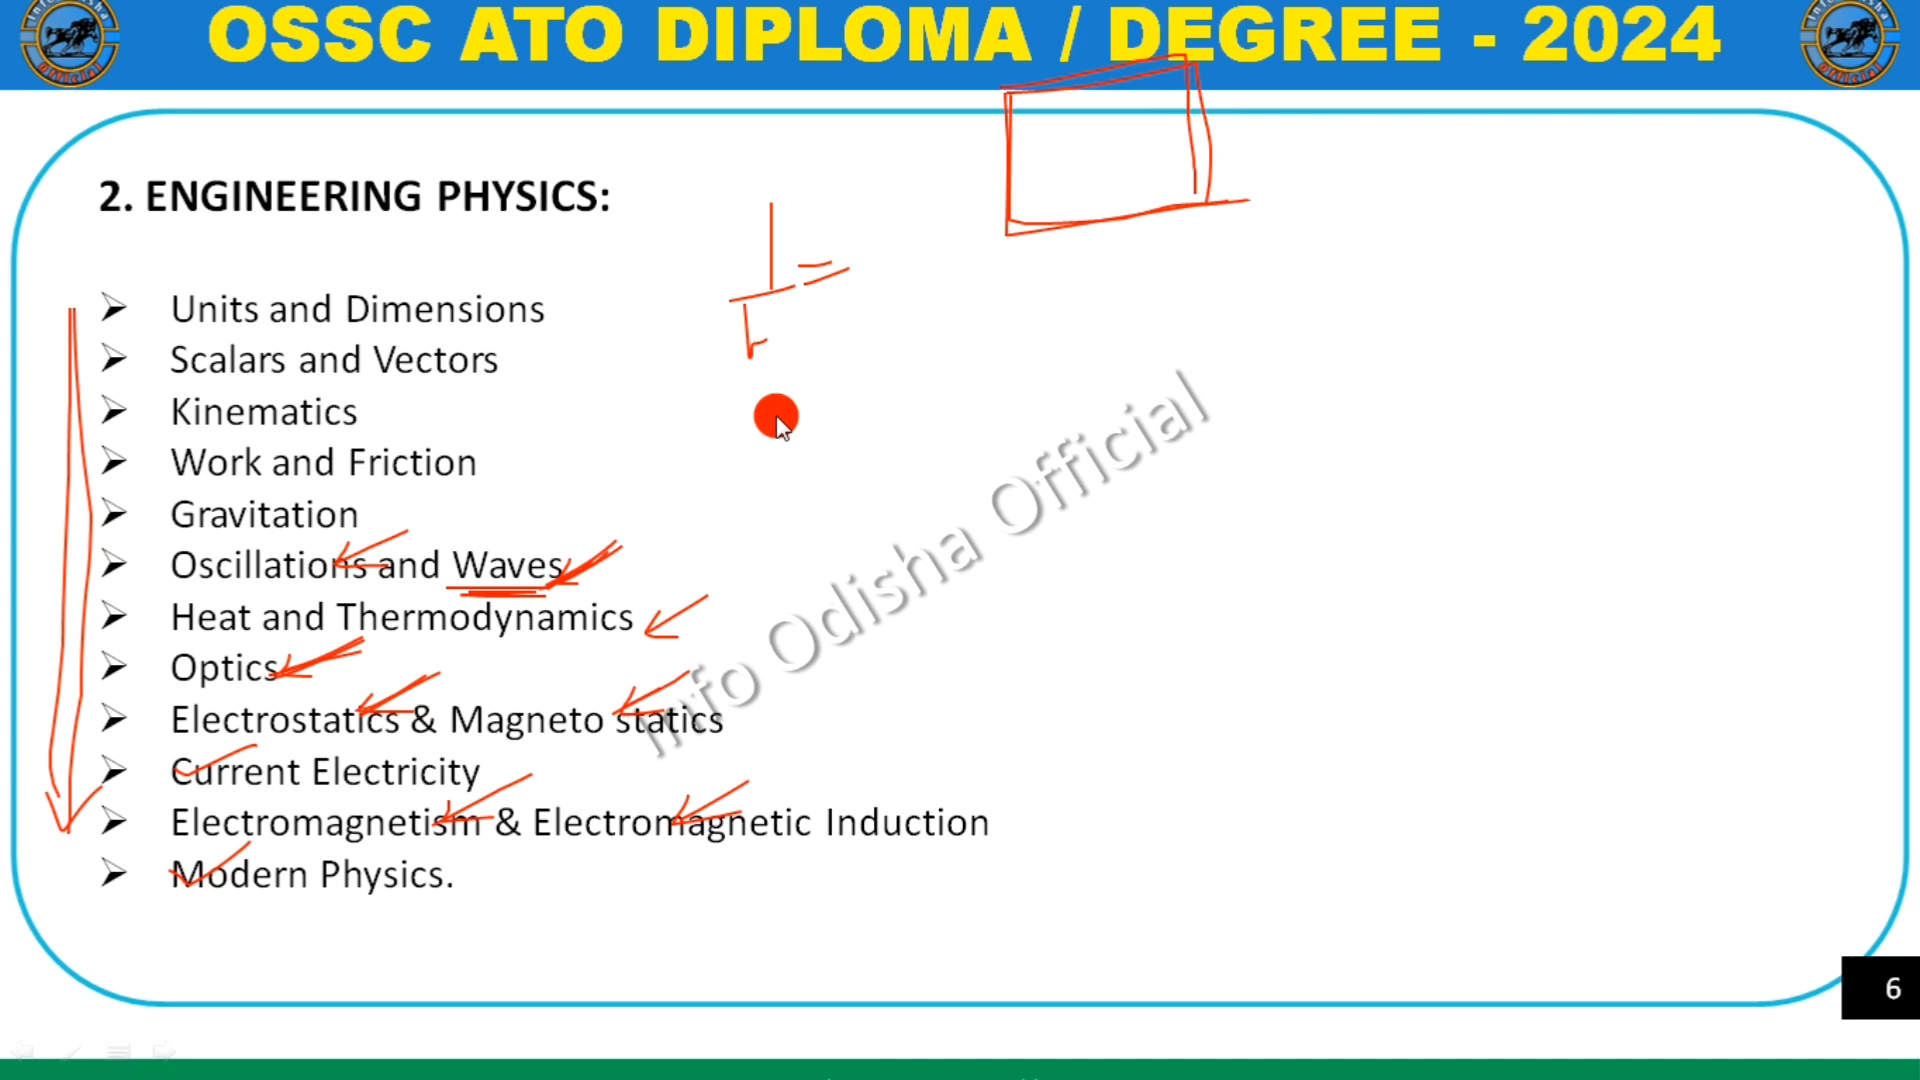 OSSC ATO DIPLOMA / DEGREE - 2024
2. ENGINEERING PHYSICS:
Units and Dimensions
Scalars and Vectors
Kinematics
Work and Friction
Gravitation
Oscillations and Waves
Heat and Thermodynamics
Optics
Electrostatics & Magneto statics
Current Electricity
Electromagnetism & Electromagnetic Induction
Modern Physics.
Info Odisha Official
6